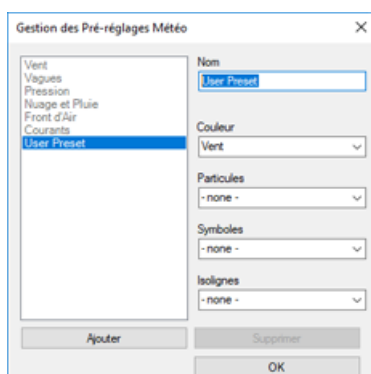 Gestion des Pré-réglages Météo
Vent
Vagues
Pression
Nuage et Pluie
Front d'Air
Courants
User Preset
Ajouter
Nom
User Preset
Couleur
Vent
Particules
- none -
Symboles
- none -
Isolignes
- none -
Supprimer
OK